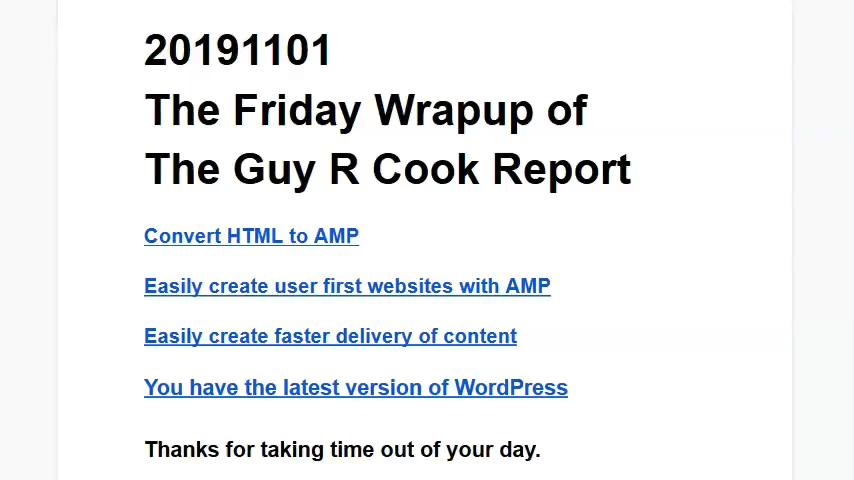 20191101
The Friday Wrapup of
The Guy R Cook Report
Convert HTML to AMP
Easily create user first websites with AMP
Easily create faster delivery of content
You have the latest version of WordPress
Thanks for taking time out of your day.